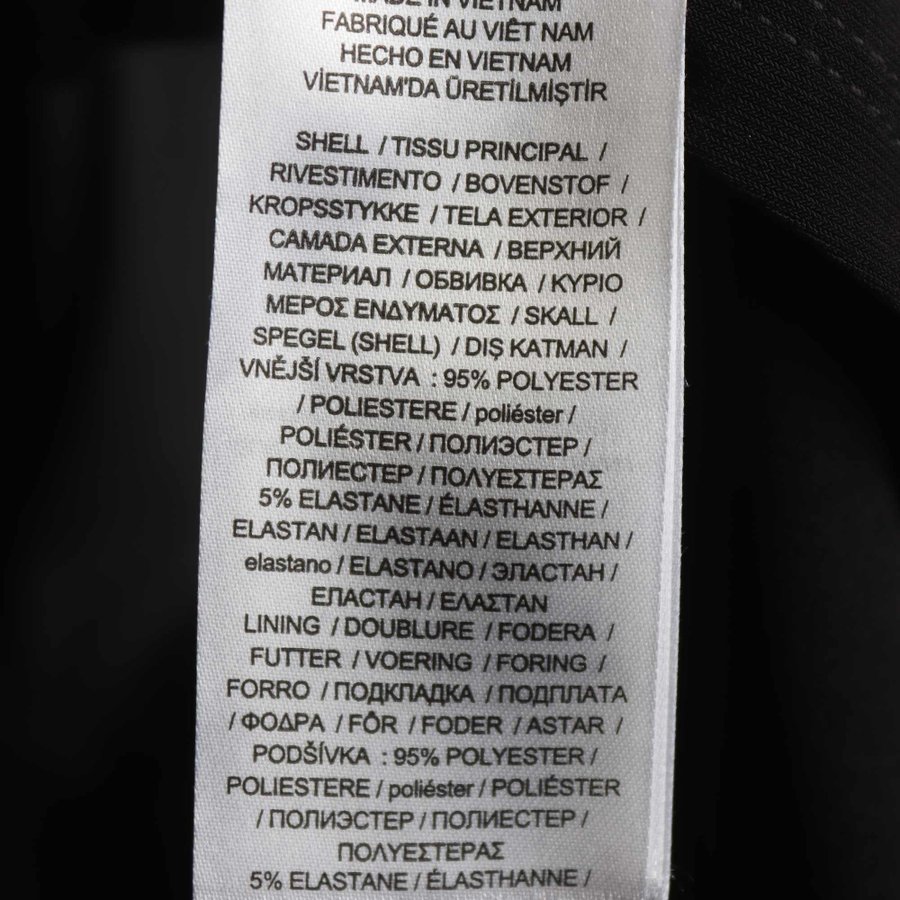 MADE IN VIETNAM
FABRIQUÉ AU VIÊT NAM
HECHO EN VIETNAM
VİETNAM'DA ÜRETİLMİŞTİR
SHELL / TISSU PRINCIPAL /
RIVESTIMENTO / BOVENSTOF /
KROPSSTYKKE / TELA EXTERIOR /
CAMADA EXTERNA / ВЕРХНИЙ
МАТЕРИАЛ / ОБВИВКА / ΚΥΡΙΟ
ΜΕΡΟΣ ΕΝΔΥΜΑΤΟΣ / SKALL /
SPEGEL (SHELL) / DIŞ KATMAN /
VNĚJŠÍ VRSTVA : 95% POLYESTER
/ POLIESTERE / poliéster /
POLIÉSTER / ПОЛИЭСТЕР /
ПОЛИЕСТЕР / ΠΟΛΥΕΣΤΕΡΑΣ
5% ELASTANE / ÉLASTHANNE /
ELASTAN / ELASTAAN / ELASTHAN /
elastano / ELASTANO / ЭЛАСТАН /
ЕЛАСТАН / ΕΛΑΣΤΑΝ
LINING / DOUBLURE / FODERA /
FUTTER / VOERING / FORING /
FORRO / ПОДКЛАДКА / ПОДПЛАТА
/ ΦΟΔΡΑ / FÔR / FODER / ASTAR /
PODŠÍVKA : 95% POLYESTER /
POLIESTERE / poliéster / POLIÉSTER
/ ПОЛИЭСТЕР / ПОЛИЕСТЕР /
ΠΟΛΥΕΣΤΕΡΑΣ
5% ELASTANE / ÉLASTHANNE /